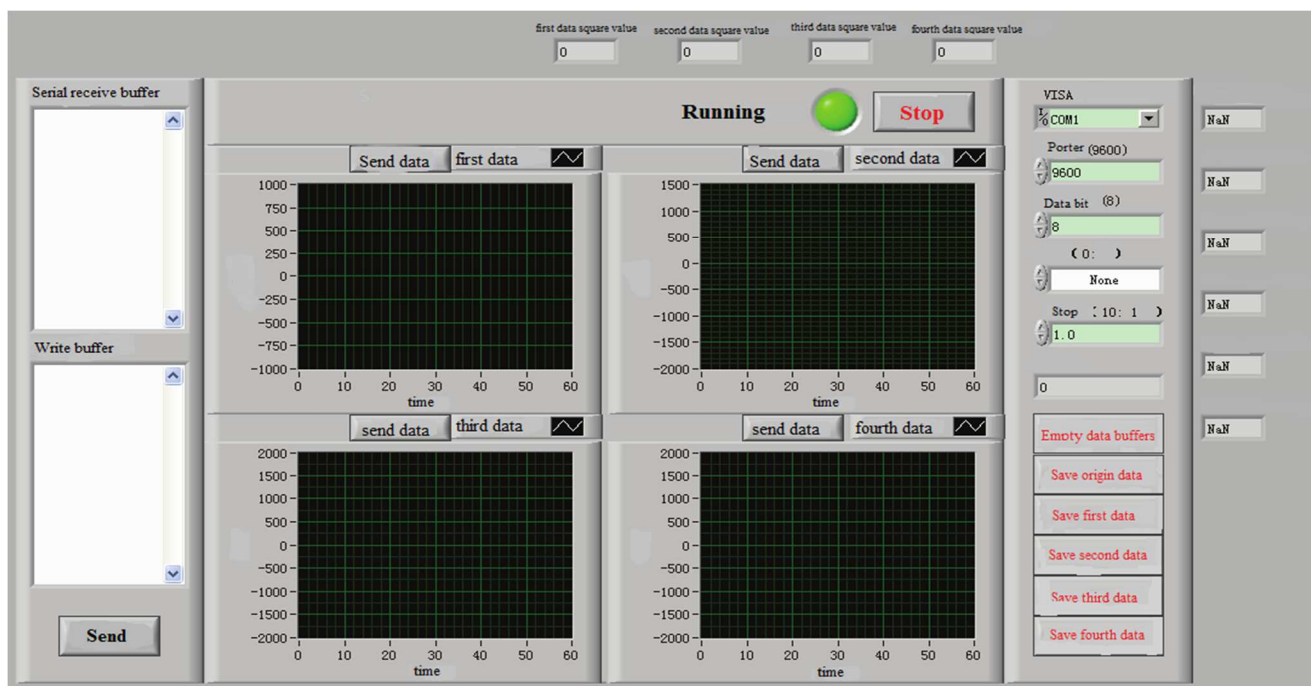 first data square value second data square value third data square value fourth data square value
0 0 0 0
Serial receive buffer
Write buffer
Send
Running Stop
Send data first data
1000
750
500
250
0
-250
-500
-750
-1000
0 10 20 30 40 50 60
time
Send data second data
1500
1000
500
0
-500
-1000
-1500
-2000
0 10 20 30 40 50 60
time
send data third data
2000
1500
1000
500
0
-500
-1000
-1500
-2000
0 10 20 30 40 50 60
time
send data fourth data
2000
1500
1000
500
0
-500
-1000
-1500
-2000
0 10 20 30 40 50 60
time
VISA
I/O COM1
Porter (9600)
9600
Data bit (8)
8
( 0: )
None
Stop [ 10: 1 )
1.0
0
Empty data buffers
Save origin data
Save first data
Save second data
Save third data
Save fourth data
NaN
NaN
NaN
NaN
NaN
NaN